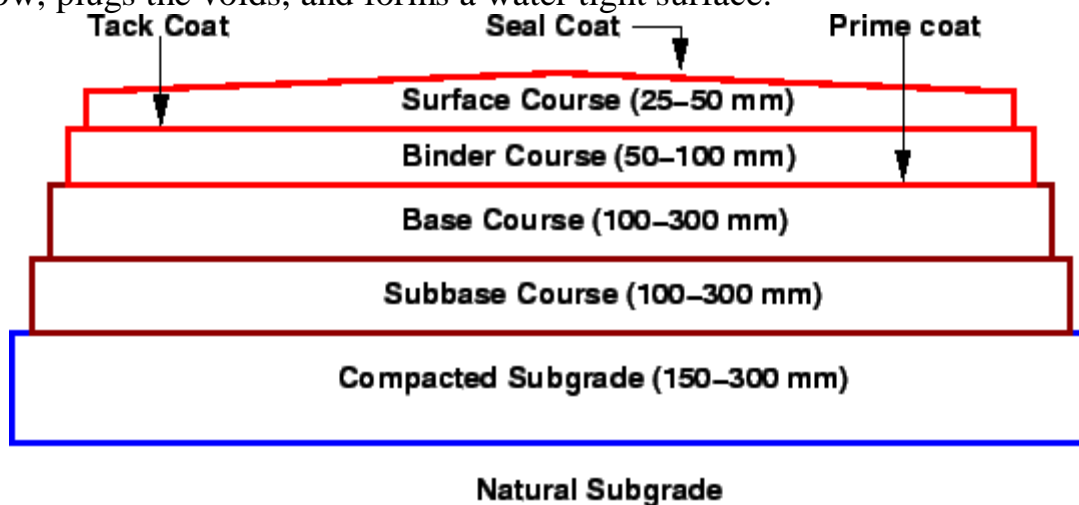 plugs the voids, and forms a water tight surface.
Tack Coat Seal Coat Prime coat
Surface Course (25–50 mm)
Binder Course (50–100 mm)
Base Course (100–300 mm)
Subbase Course (100–300 mm)
Compacted Subgrade (150–300 mm)
Natural Subgrade